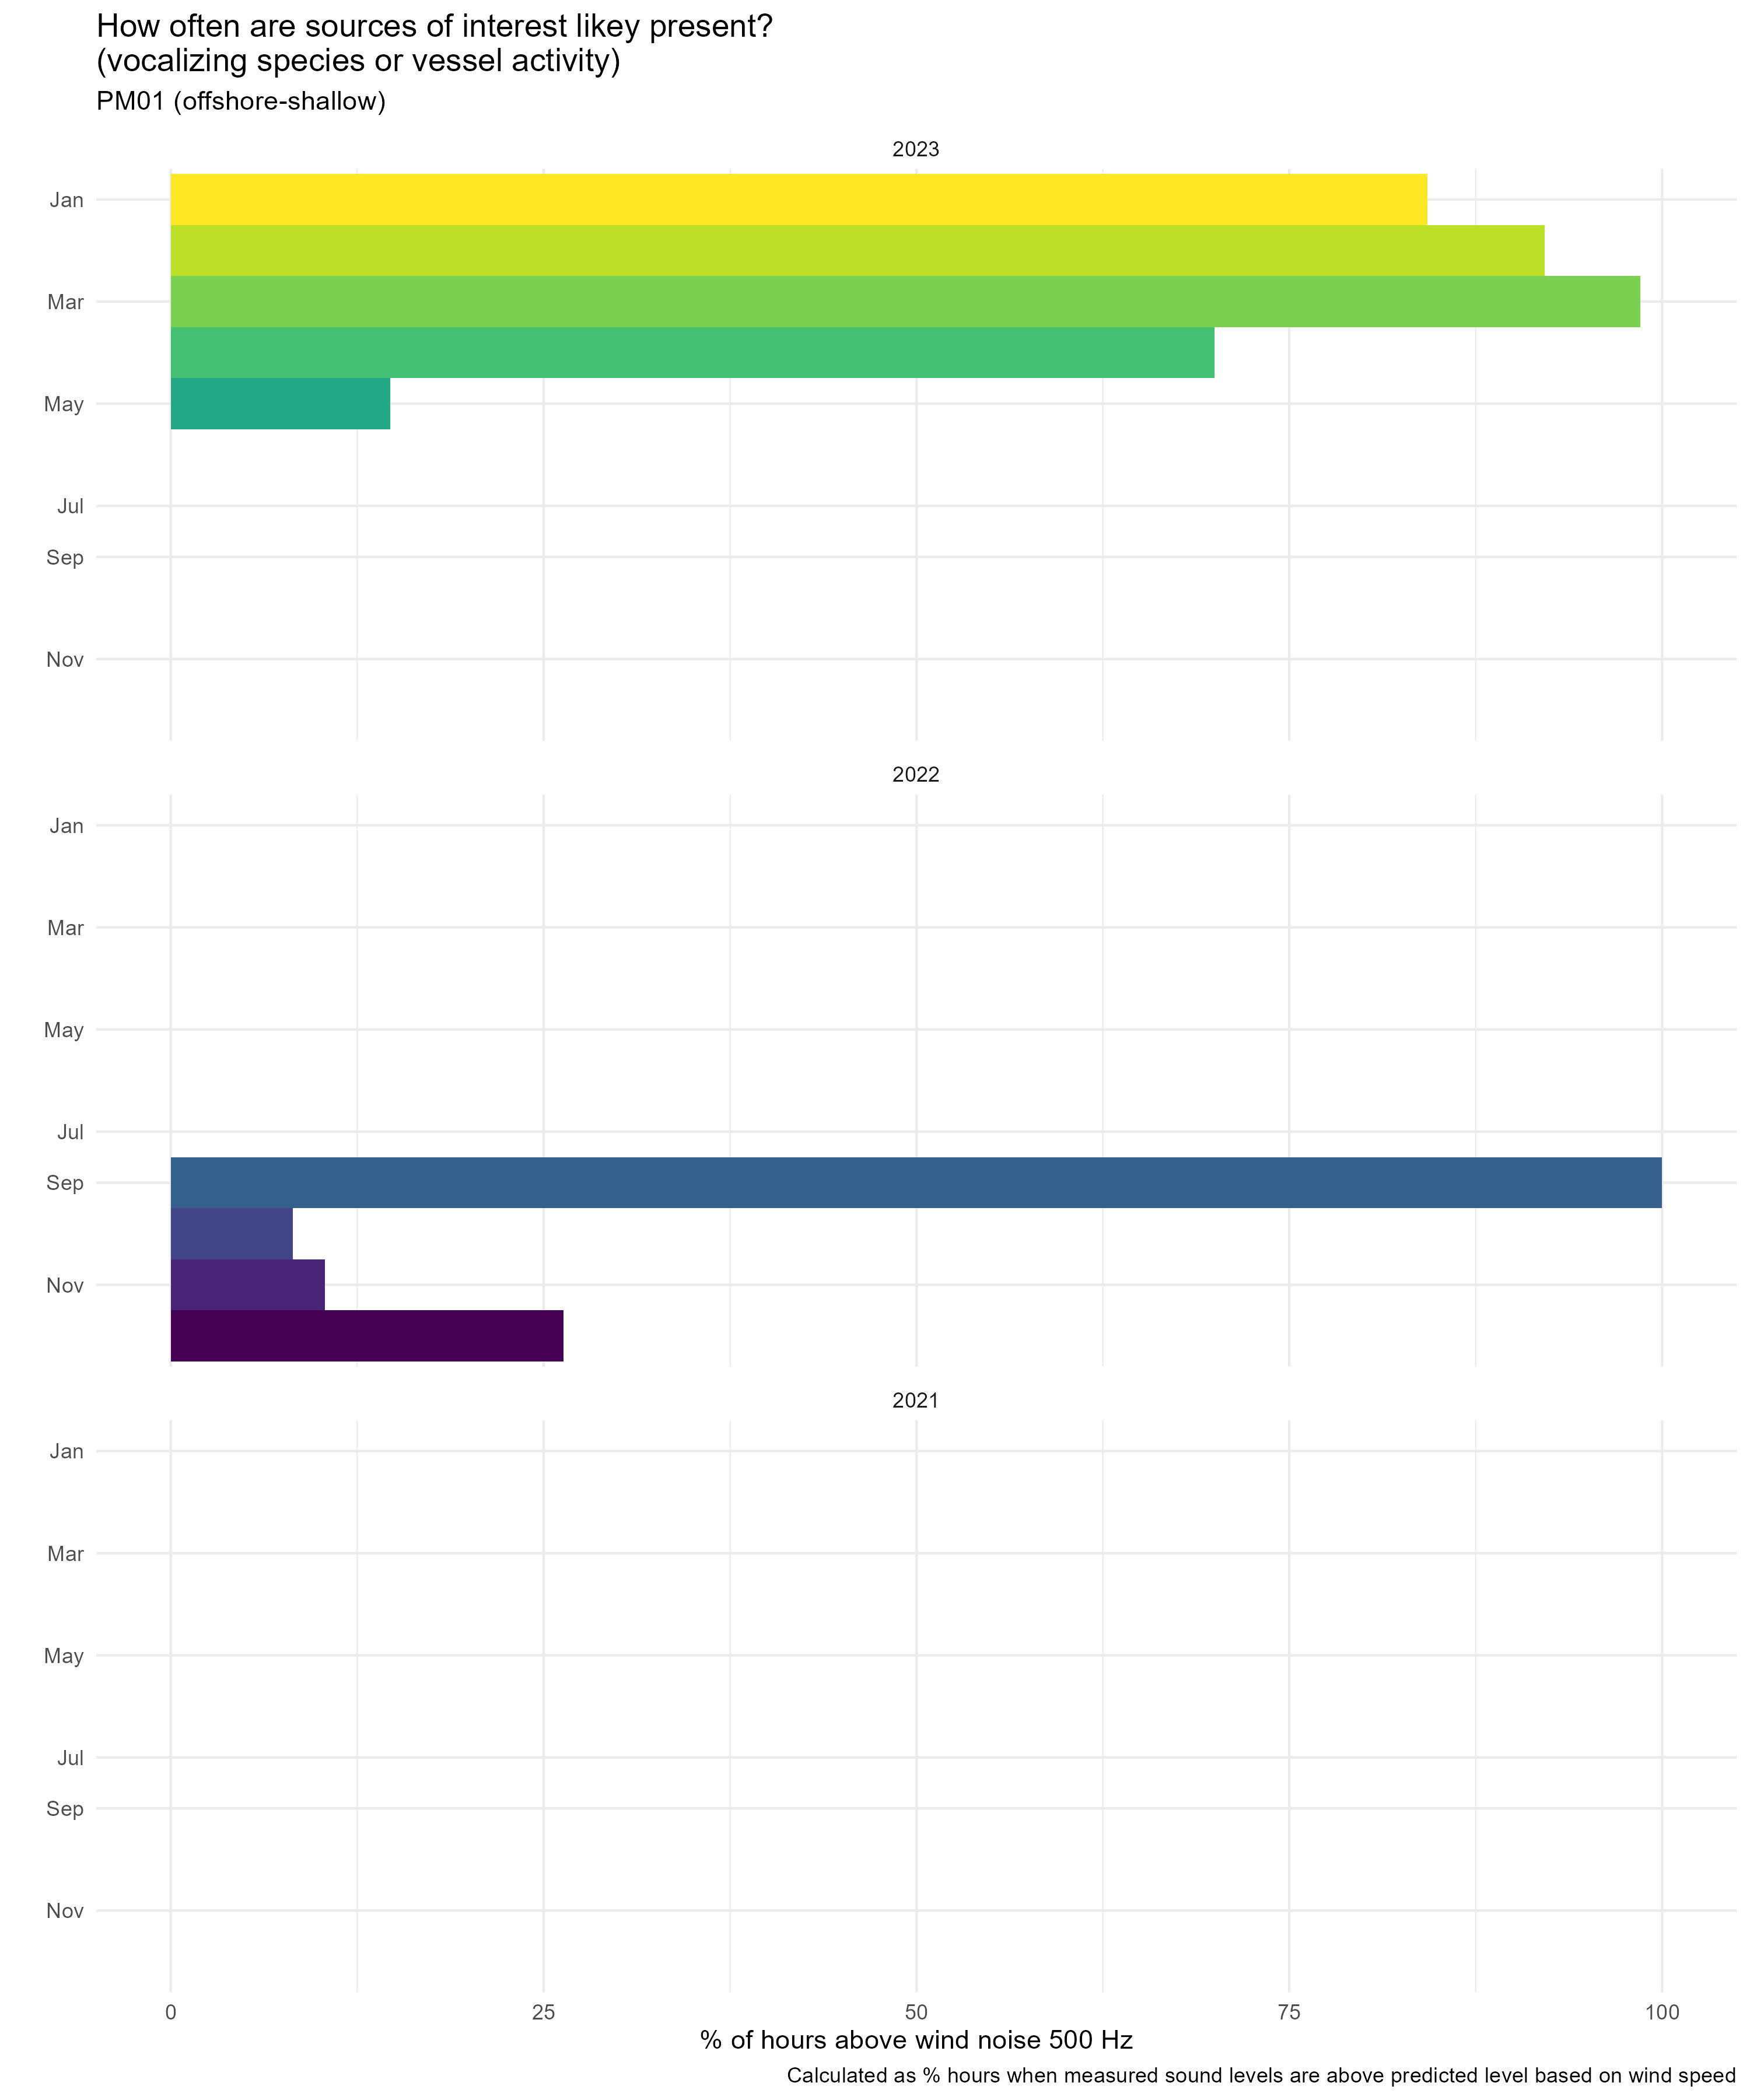 How often are sources of interest likey present?
(vocalizing species or vessel activity)
PM01 (offshore-shallow)
2023
Jan
Mar
May
Jul
Sep
Nov
2022
Jan
Mar
May
Jul
Sep
Nov
2021
Jan
Mar
May
Jul
Sep
Nov
0 25 50 75 100
% of hours above wind noise 500 Hz
Calculated as % hours when measured sound levels are above predicted level based on wind speed